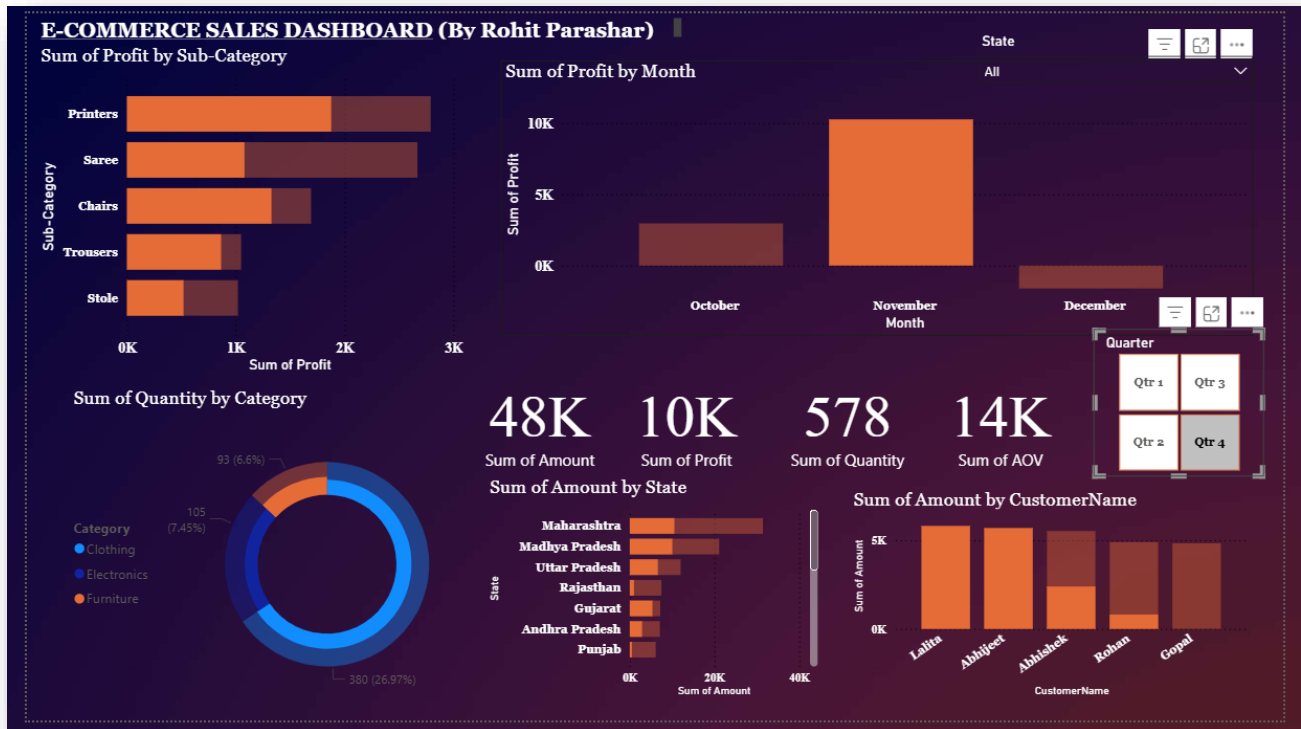 E-COMMERCE SALES DASHBOARD (By Rohit Parashar)
Sum of Profit by Sub-Category
Sub-Category
Printers
Saree
Chairs
Trousers
Stole
0K 1K 2K 3K
Sum of Profit
State
All
Sum of Profit by Month
Sum of Profit
10K
5K
0K
October November December
Month
Quarter
Qtr 1 Qtr 3
Qtr 2 Qtr 4
Sum of Quantity by Category
93 (6.6%)
105
(7.45%)
380 (26.97%)
Category
Clothing
Electronics
Furniture
48K 10K 578 14K
Sum of Amount Sum of Profit Sum of Quantity Sum of AOV
Sum of Amount by State
State
Maharashtra
Madhya Pradesh
Uttar Pradesh
Rajasthan
Gujarat
Andhra Pradesh
Punjab
0K 20K 40K
Sum of Amount
Sum of Amount by CustomerName
Sum of Amount
5K
0K
Lalita Abhijeet Abhishek Rohan Gopal
CustomerName